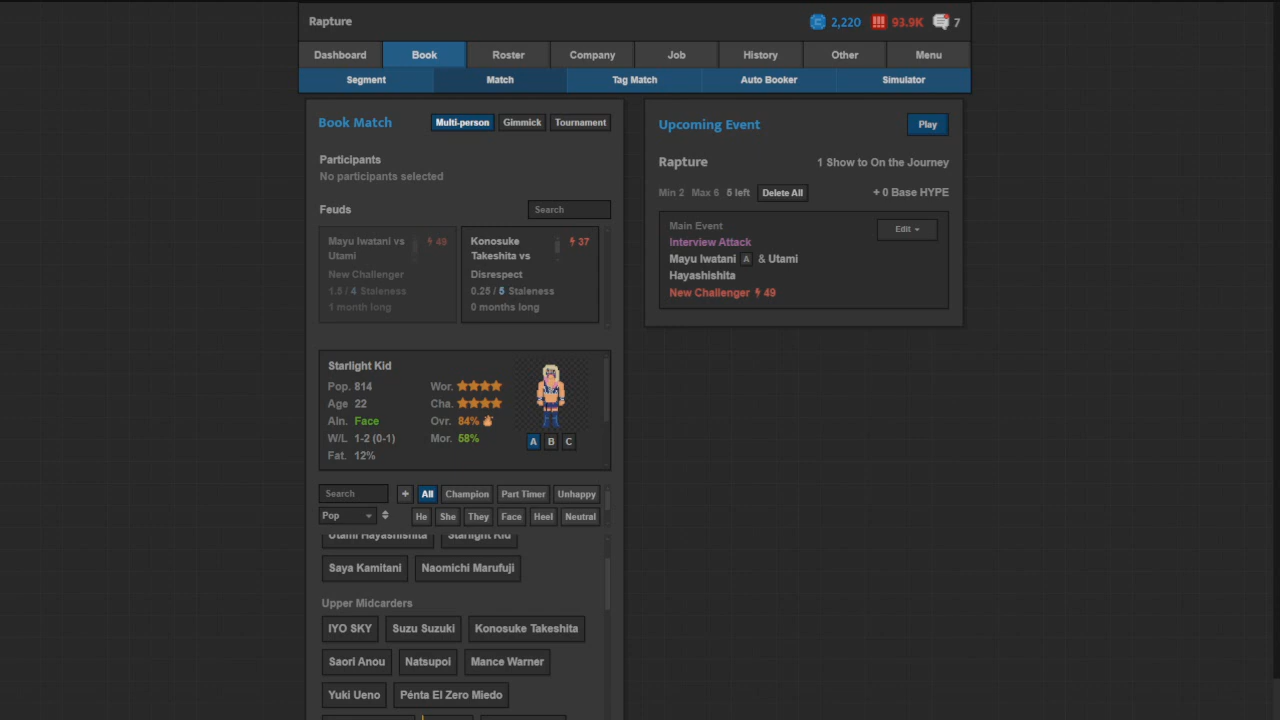 Rapture
2,220 93.9K 7
Dashboard Book Roster Company Job History Other Menu
Segment Match Tag Match Auto Booker Simulator
Book Match Multi-person Gimmick Tournament
Participants
No participants selected
Feuds Search
Mayu Iwatani vs 49
Utami
New Challenger
1.5 / 4 Staleness
1 month long
Konosuke 37
Takeshita vs
Disrespect
0.25 / 5 Staleness
0 months long
Starlight Kid
Pop. 814 Wor.
Age 22 Cha.
Ain. Face Ovr. 84%
W/L 1-2 (0-1) Mor. 58%
Fat. 12%
A B C
Search + All Champion Part Timer Unhappy
Pop He She They Face Heel Neutral
Utami Hayashishita Starlight Kid
Saya Kamitani Naomichi Marufuji
Upper Midcarders
IYO SKY Suzu Suzuki Konosuke Takeshita
Saori Anou Natsupoi Mance Warner
Yuki Ueno Pénta El Zero Miedo
Upcoming Event Play
Rapture 1 Show to On the Journey
Min 2 Max 6 5 left Delete All + 0 Base HYPE
Main Event Edit
Interview Attack
Mayu Iwatani A & Utami
Hayashishita
New Challenger 49